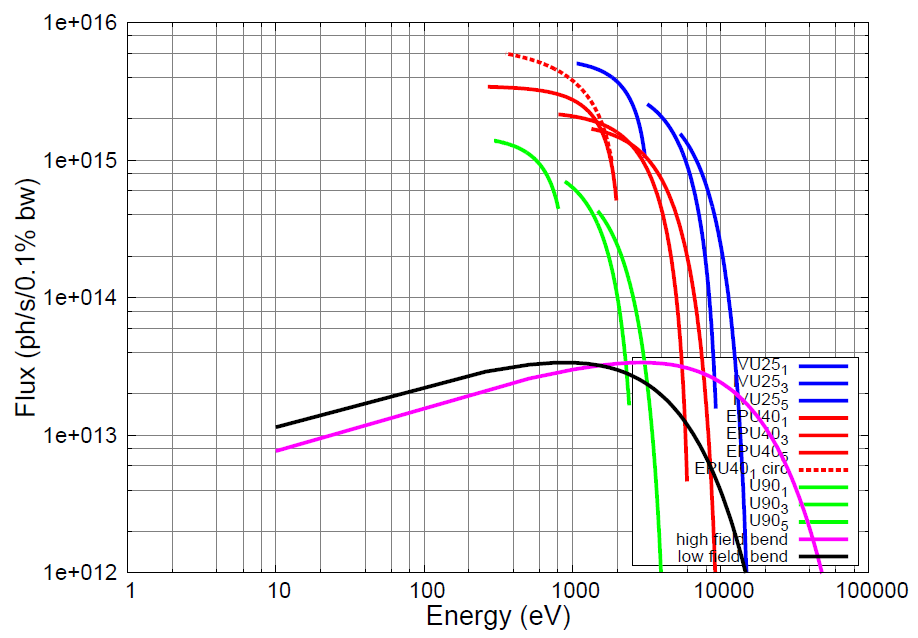 1e+016
1e+015
1e+014
1e+013
1e+012
Flux (ph/s/0.1% bw)
IVU25₁
IVU25₃
IVU25₅
EPU40₁
EPU40₃
EPU40₅
EPU40₁ circ
U90₁
U90₃
U90₅
high field bend
low field bend
1 10 100 1000 10000 100000
Energy (eV)